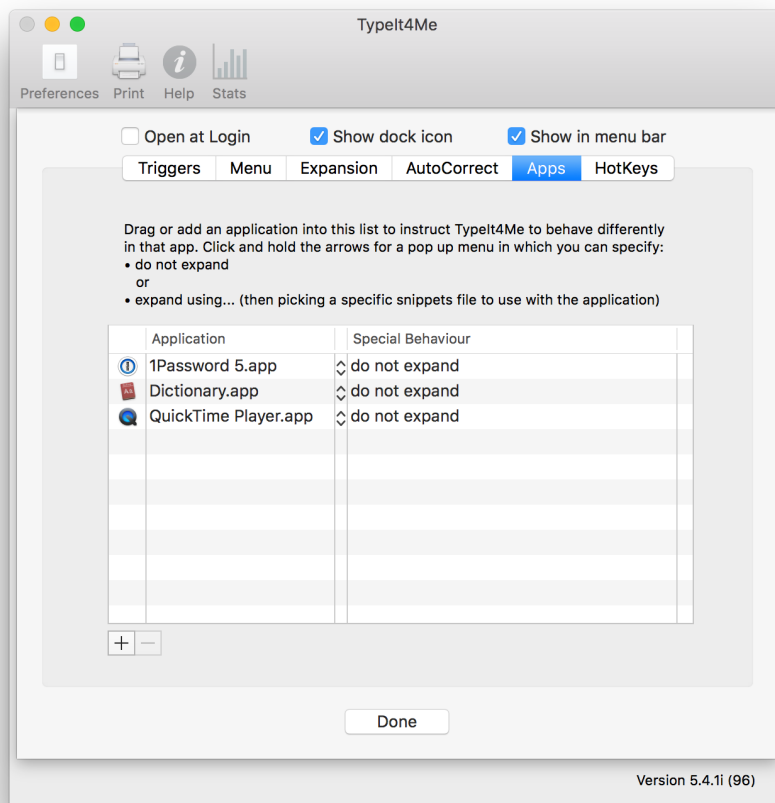 TypeIt4Me
Preferences Print Help Stats
Open at Login Show dock icon Show in menu bar
Triggers Menu Expansion AutoCorrect Apps HotKeys
Drag or add an application into this list to instruct TypeIt4Me to behave differently
in that app. Click and hold the arrows for a pop up menu in which you can specify:
• do not expand
or
• expand using... (then picking a specific snippets file to use with the application)
Application Special Behaviour
1Password 5.app do not expand
Dictionary.app do not expand
QuickTime Player.app do not expand
Done
Version 5.4.1i (96)